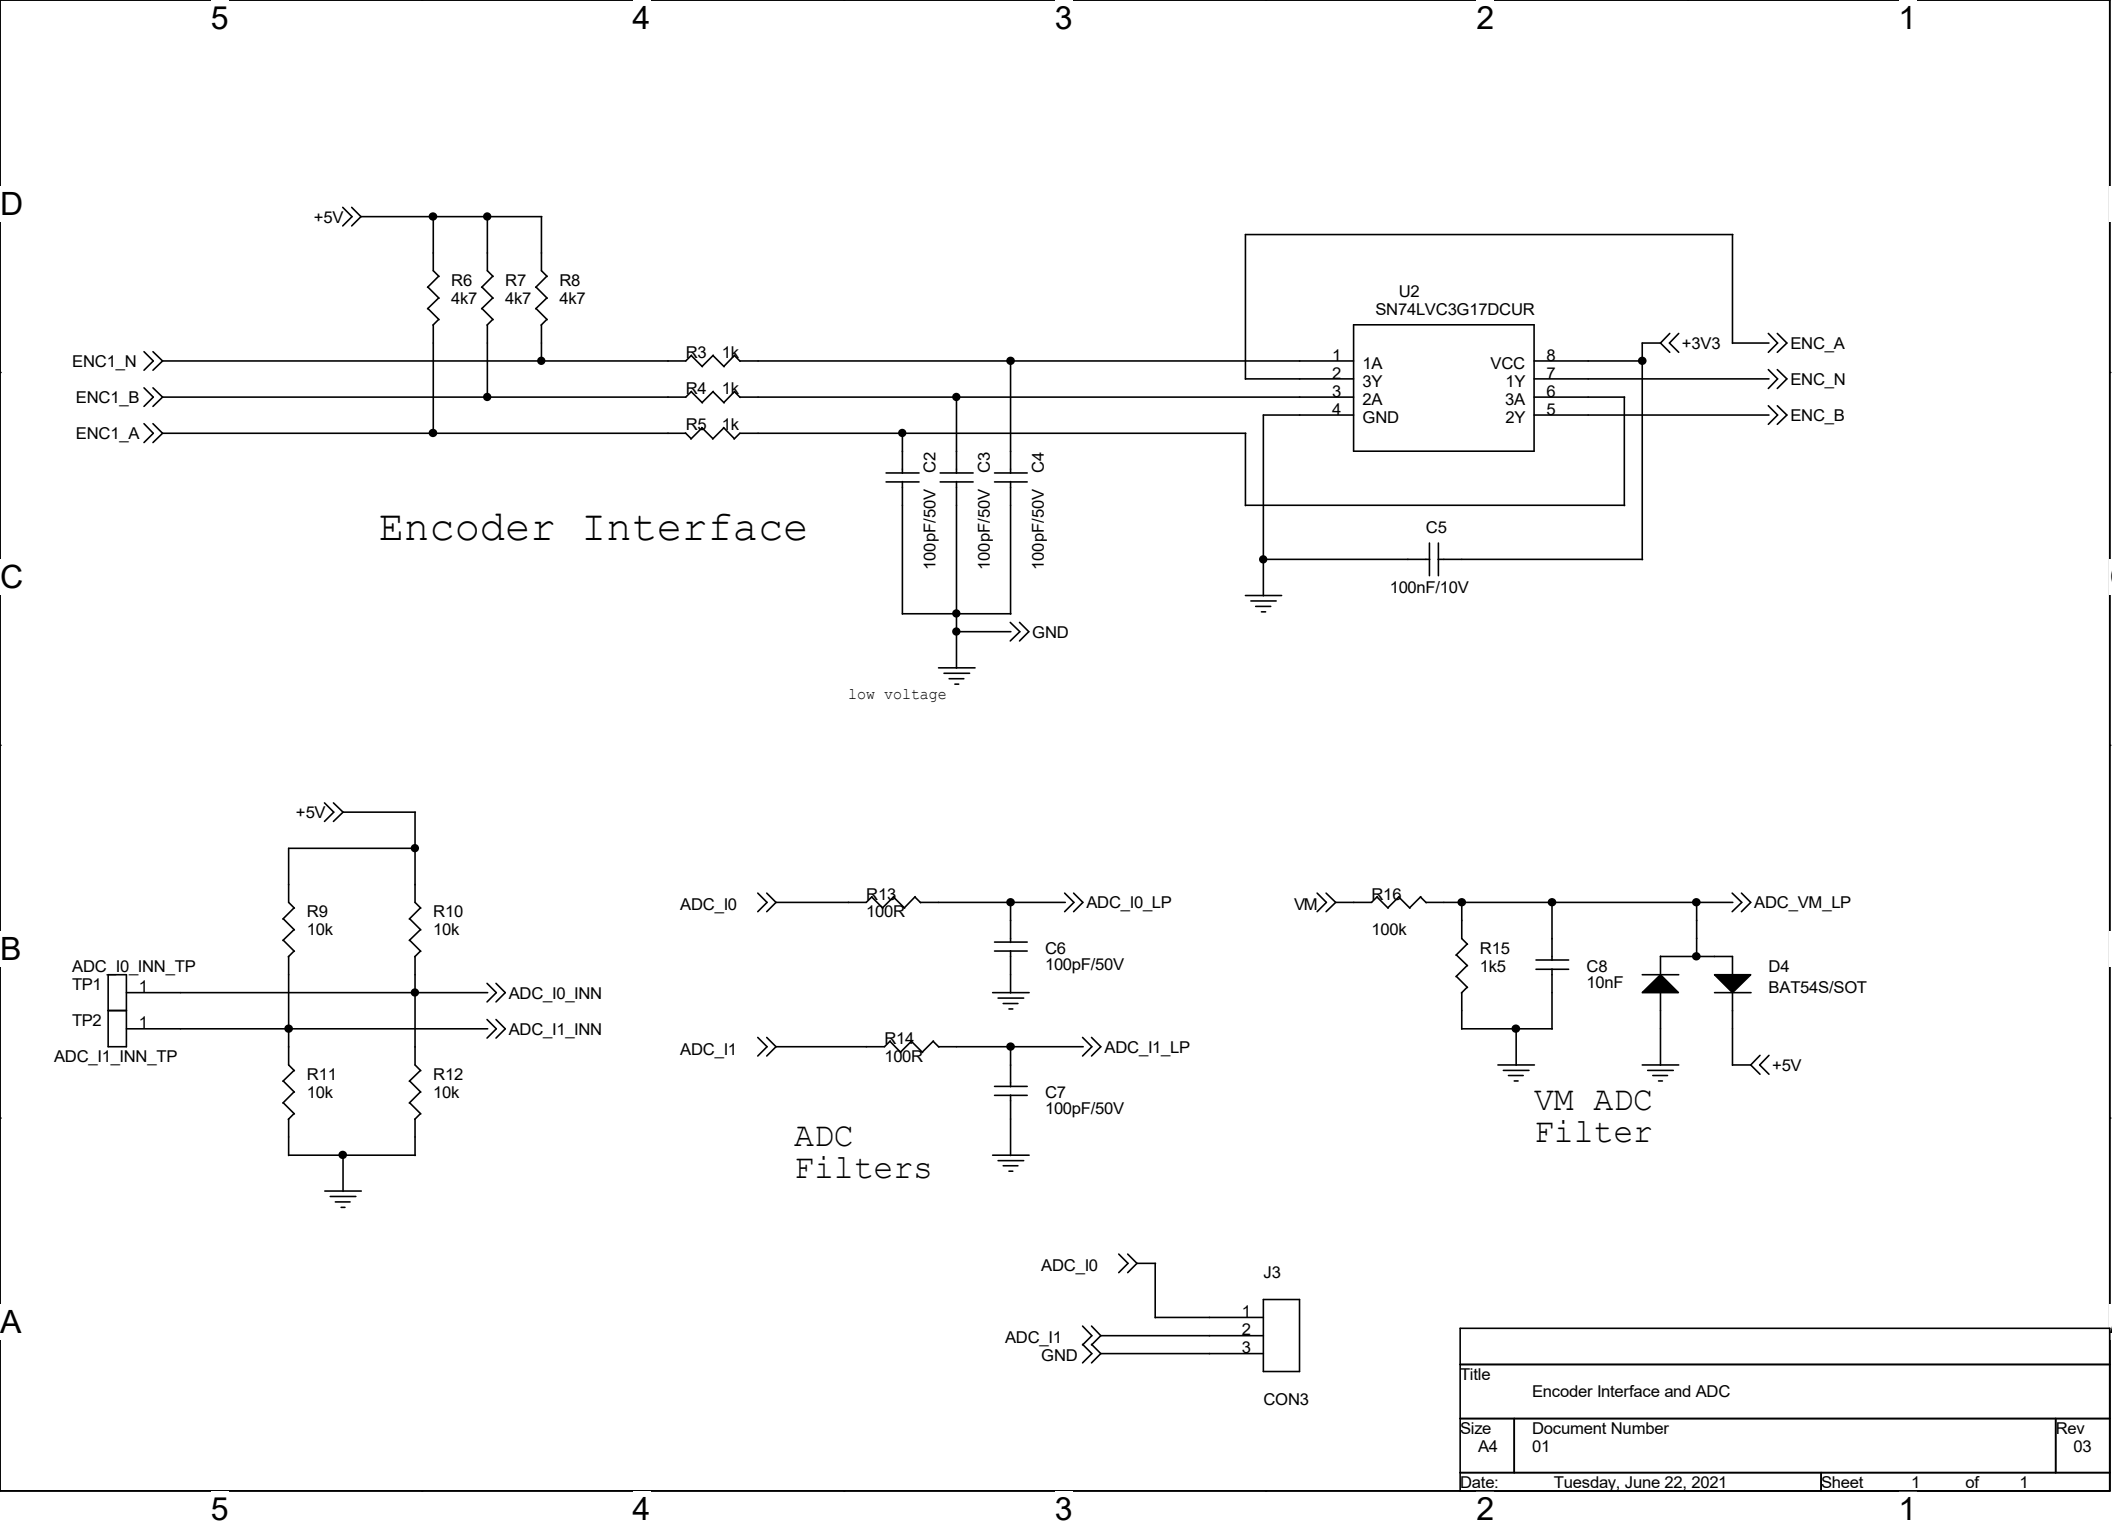 5 4 3 2 1
D
+5V
R6 4k7
R7 4k7
R8 4k7
U2
SN74LVC3G17DCUR
ENC1_N
R3 1k
ENC1_B
R4 1k
ENC1_A
R5 1k
1 1A
2 3Y
3 2A
4 GND
VCC 8
1Y 7
3A 6
2Y 5
+3V3
ENC_A
ENC_N
ENC_B
C2
100pF/50V
C3
100pF/50V
C4
100pF/50V
Encoder Interface
C5
100nF/10V
C
GND
low voltage
+5V
R9
10k
R10
10k
B
ADC_I0_INN_TP
TP1 1
TP2 1
ADC_I1_INN_TP
ADC_I0_INN
ADC_I1_INN
R11
10k
R12
10k
ADC_I0
R13
100R
ADC_I0_LP
C6
100pF/50V
ADC_I1
R14
100R
ADC_I1_LP
C7
100pF/50V
ADC
Filters
VM
R16
100k
ADC_VM_LP
R15
1k5
C8
10nF
D4
BAT54S/SOT
+5V
VM ADC
Filter
A
ADC_I0
J3
1
ADC_I1 2
GND 3
CON3
Title
Encoder Interface and ADC
Size Document Number Rev
A4 01 03
Date: Tuesday, June 22, 2021 Sheet 1 of 1
5 4 3 2 1